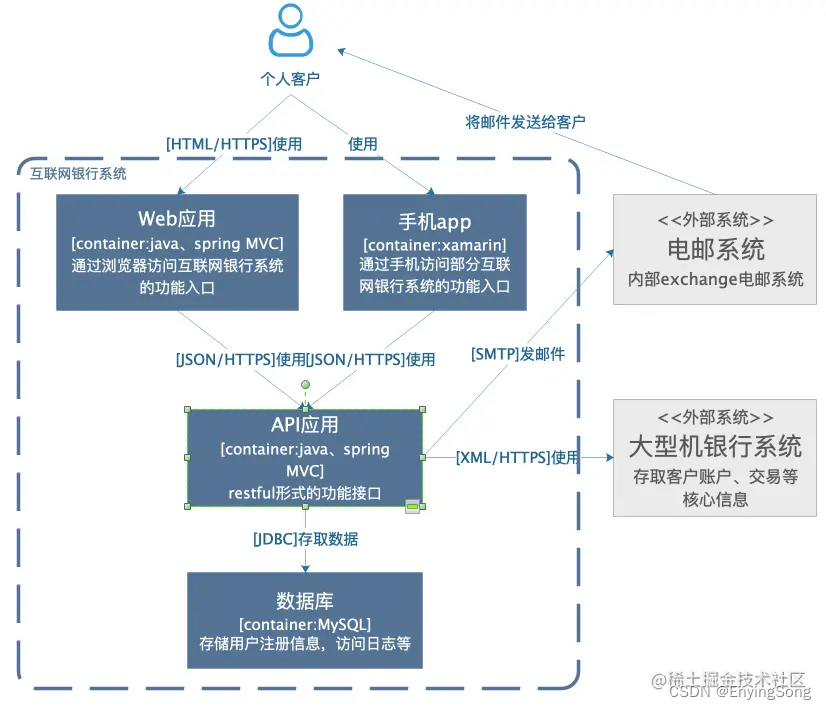 个人客户
将邮件发送给客户
[HTML/HTTPS]使用
使用
互联网银行系统
Web应用
[container:java、spring MVC]
通过浏览器访问互联网银行系统
的功能入口
手机app
[container:xamarin]
通过手机访问部分互联
网银行系统的功能入口
<<外部系统>>
电邮系统
内部exchange电邮系统
[JSON/HTTPS]使用
[JSON/HTTPS]使用
[SMTP]发邮件
API应用
[container:java、spring
MVC]
restful形式的功能接口
[XML/HTTPS]使用
<<外部系统>>
大型机银行系统
存取客户账户、交易等
核心信息
[JDBC]存取数据
数据库
[container:MySQL]
存储用户注册信息，访问日志等
@稀土掘金技术社区
CSDN @EnyingSong